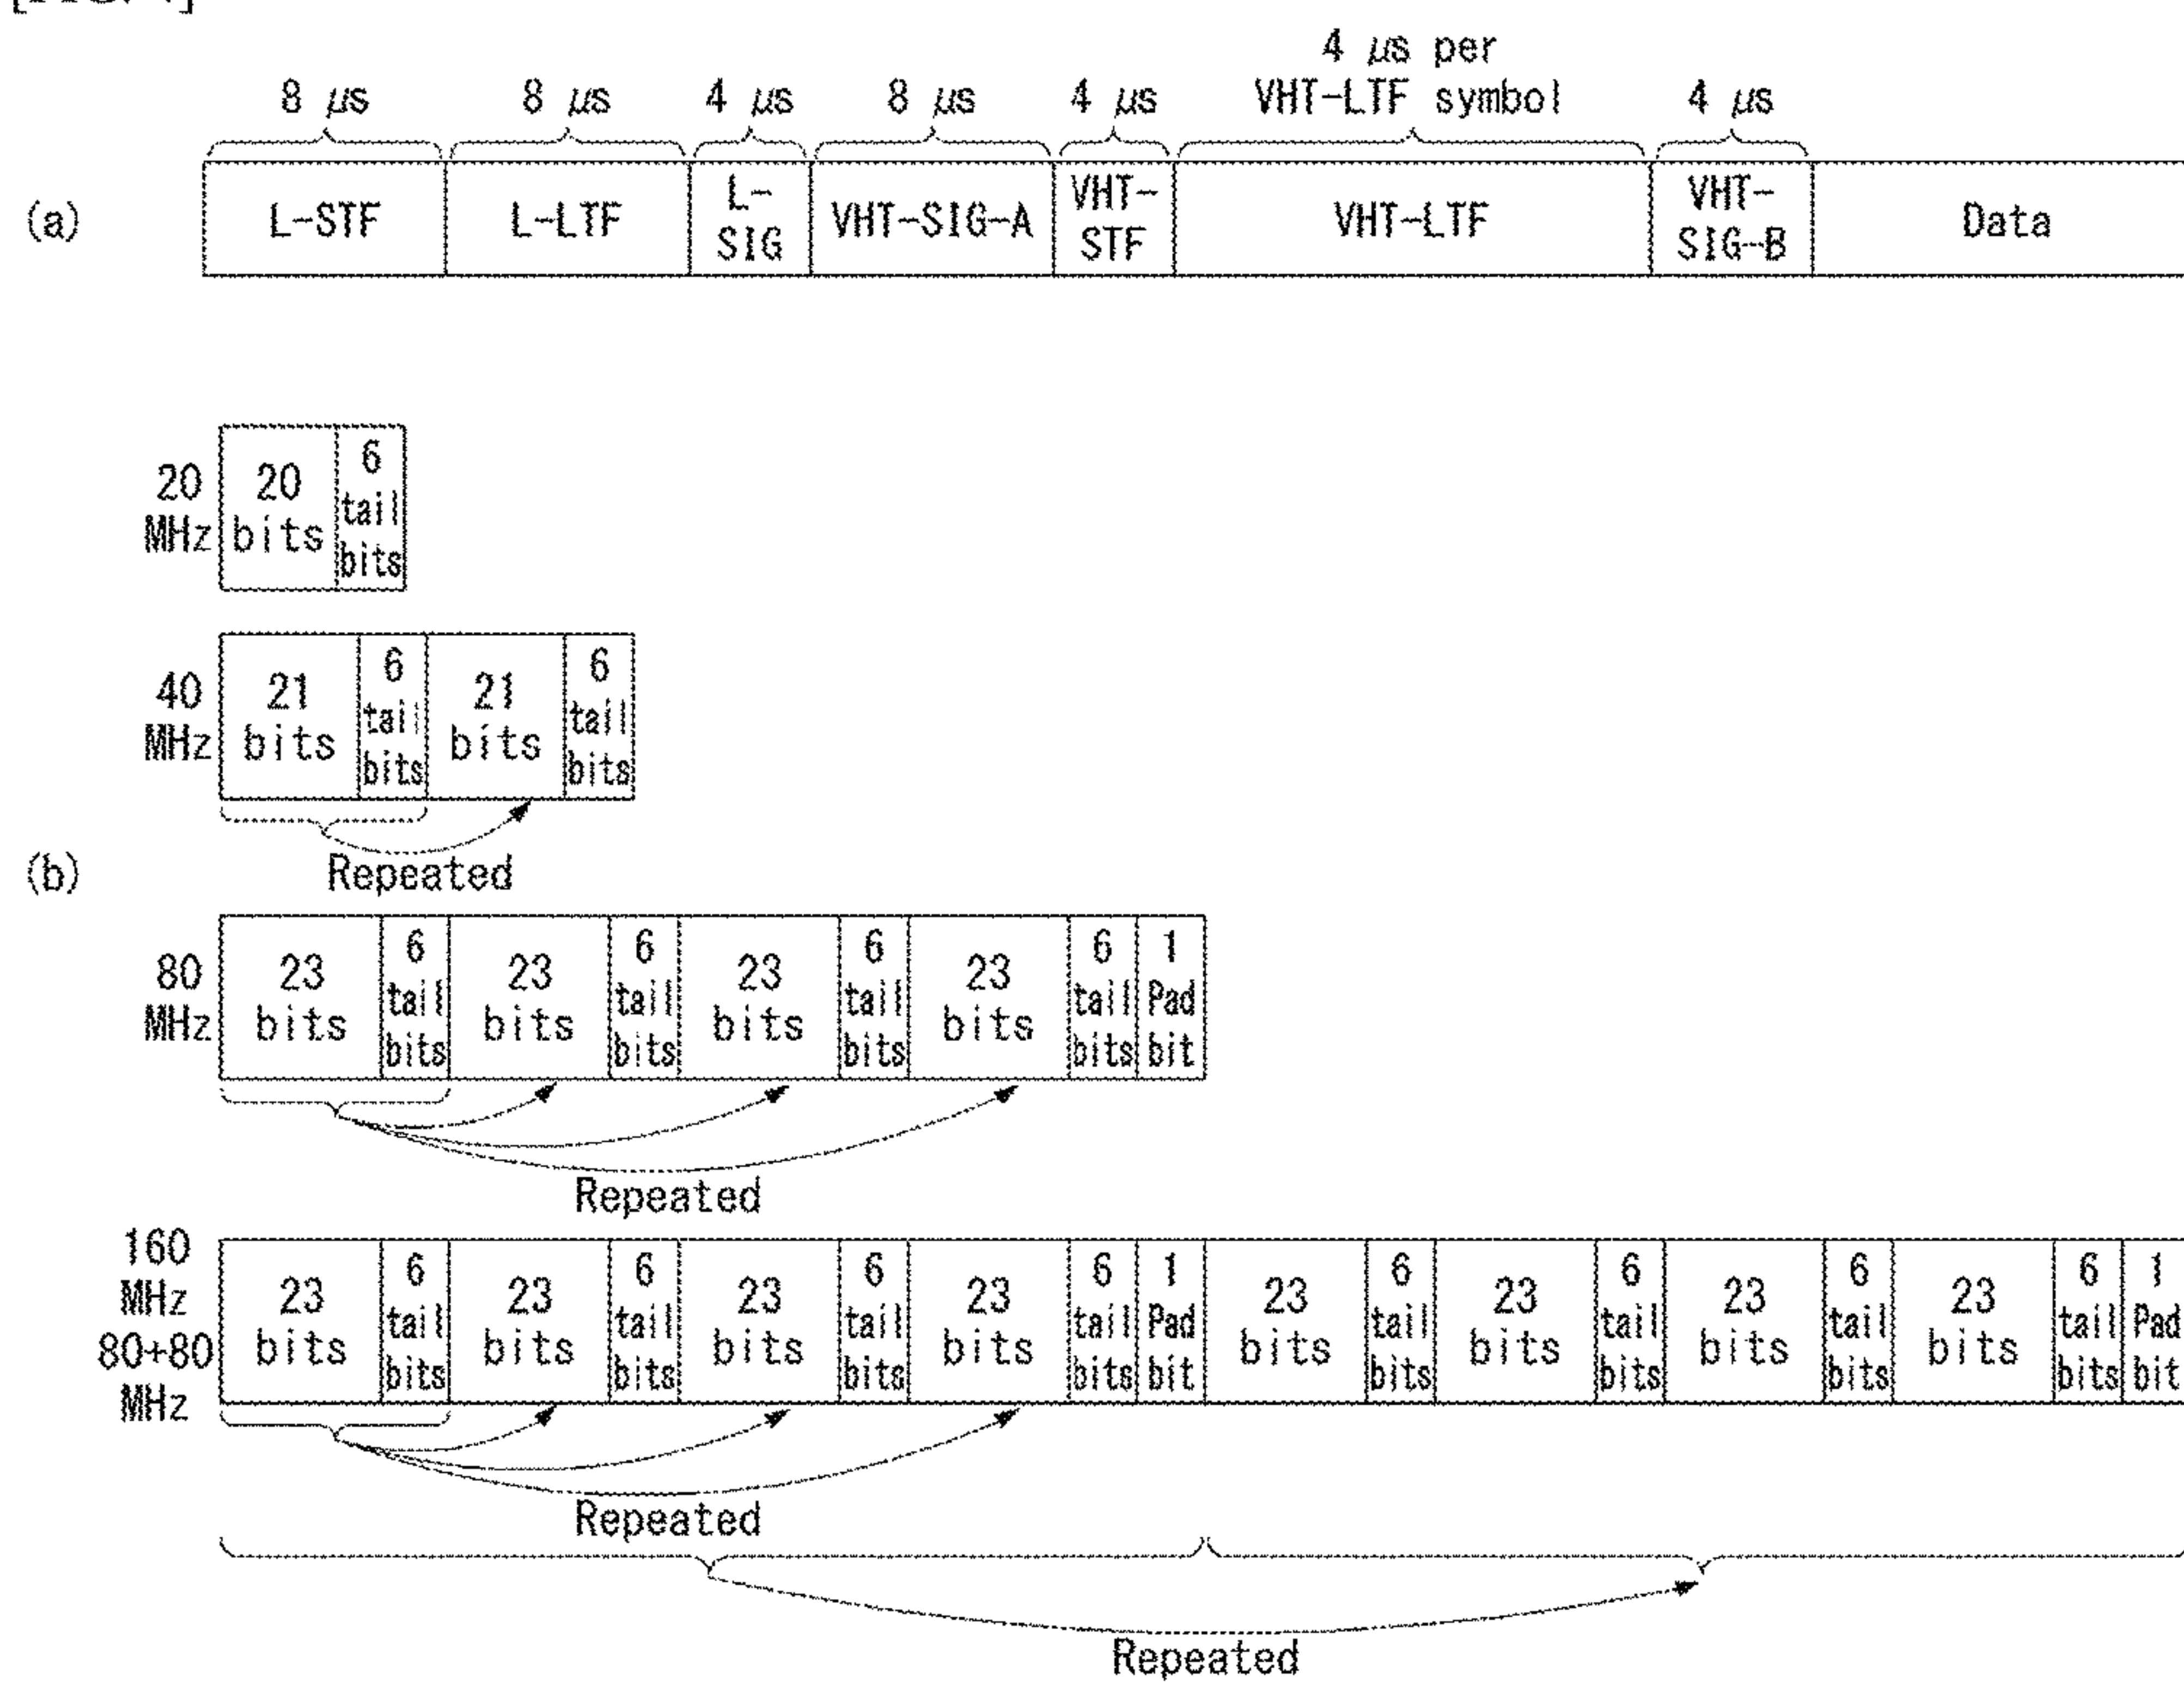 4 μs per
8 μs 8 μs 4 μs 8 μs 4 μs VHT-LTF symbol 4 μs
(a)
L-STF L-LTF L-SIG VHT-SIG-A VHT-STF VHT-LTF VHT-SIG-B Data
20 MHz
20 bits
6 tail bits
40 MHz
21 bits
6 tail bits
21 bits
6 tail bits
Repeated
(b)
80 MHz
23 bits
6 tail bits
23 bits
6 tail bits
23 bits
6 tail bits
23 bits
6 tail bits
1 Pad bit
Repeated
160 MHz
80+80 MHz
23 bits
6 tail bits
23 bits
6 tail bits
23 bits
6 tail bits
23 bits
6 tail bits
1 Pad bit
23 bits
6 tail bits
23 bits
6 tail bits
23 bits
6 tail bits
23 bits
6 tail bits
1 Pad bit
Repeated
Repeated